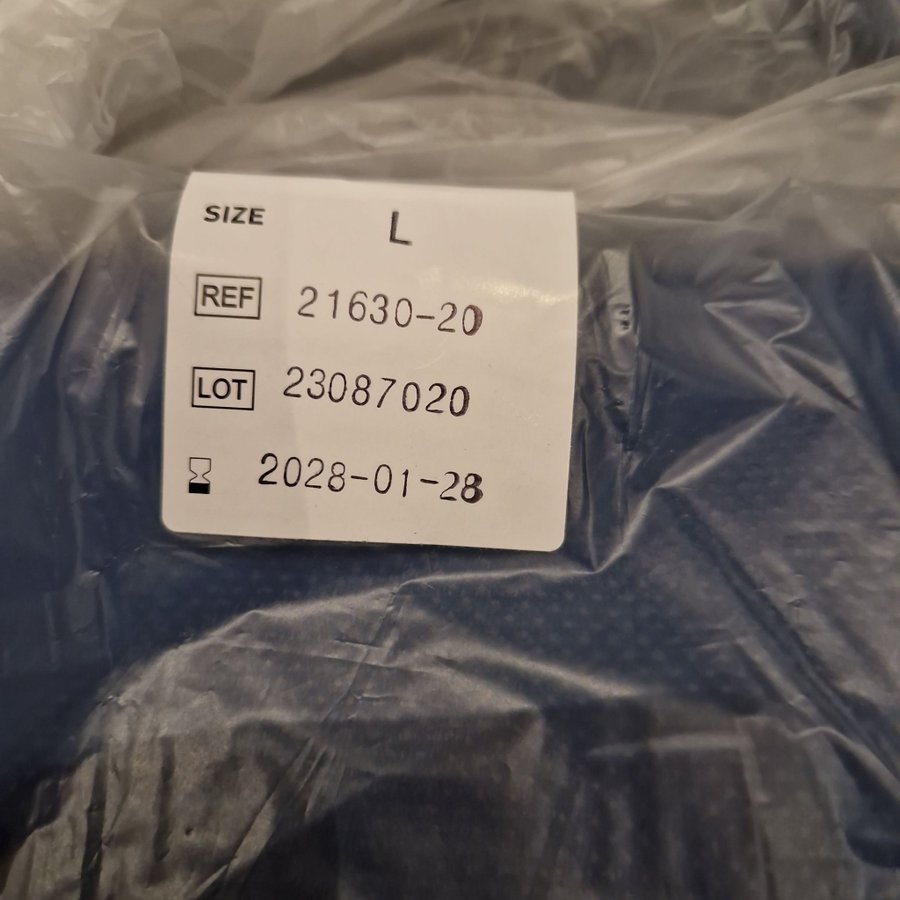 SIZE L
REF 21630-20
LOT 23087020
2028-01-28